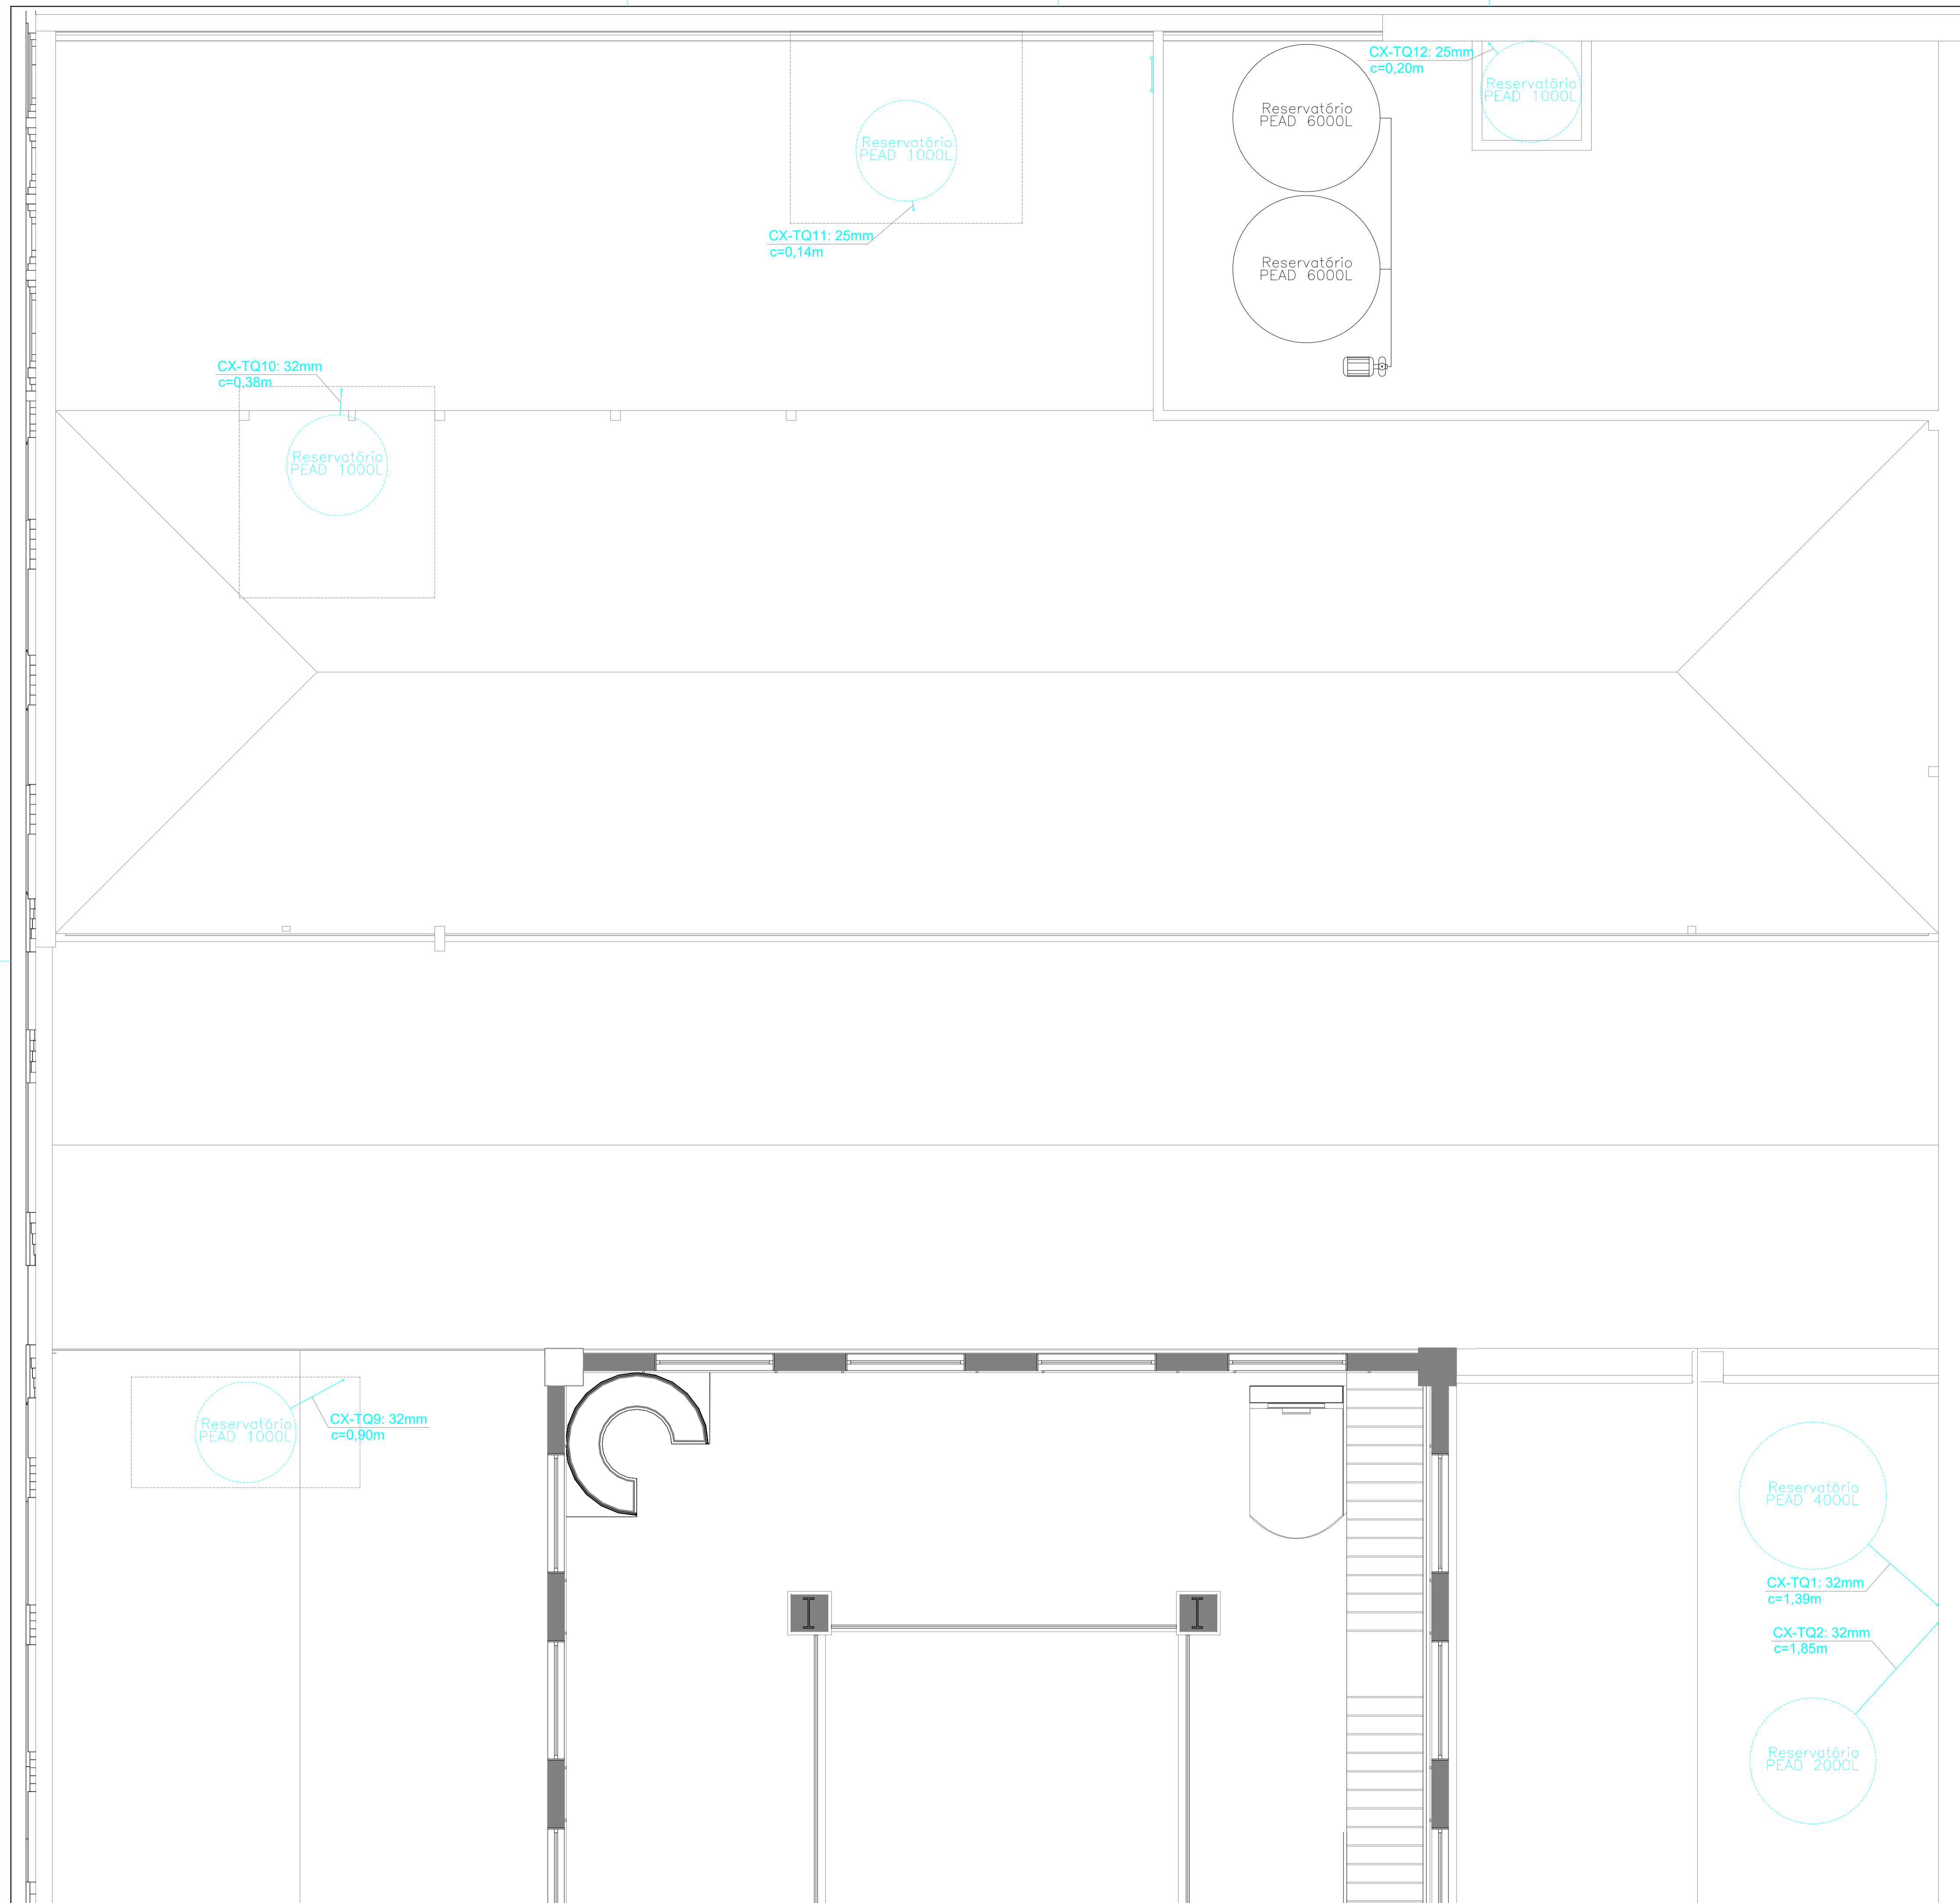 CX-TQ12: 25mm
c=0,20m
Reservatório
PEAD 1000L
Reservatório
PEAD 6000L
Reservatório
PEAD 1000L
CX-TQ11: 25mm
c=0,14m
Reservatório
PEAD 6000L
CX-TQ10: 32mm
c=0,38m
Reservatório
PEAD 1000L
Reservatório
PEAD 1000L
CX-TQ9: 32mm
c=0,90m
Reservatório
PEAD 4000L
CX-TQ1: 32mm
c=1,39m
CX-TQ2: 32mm
c=1,85m
Reservatório
PEAD 2000L